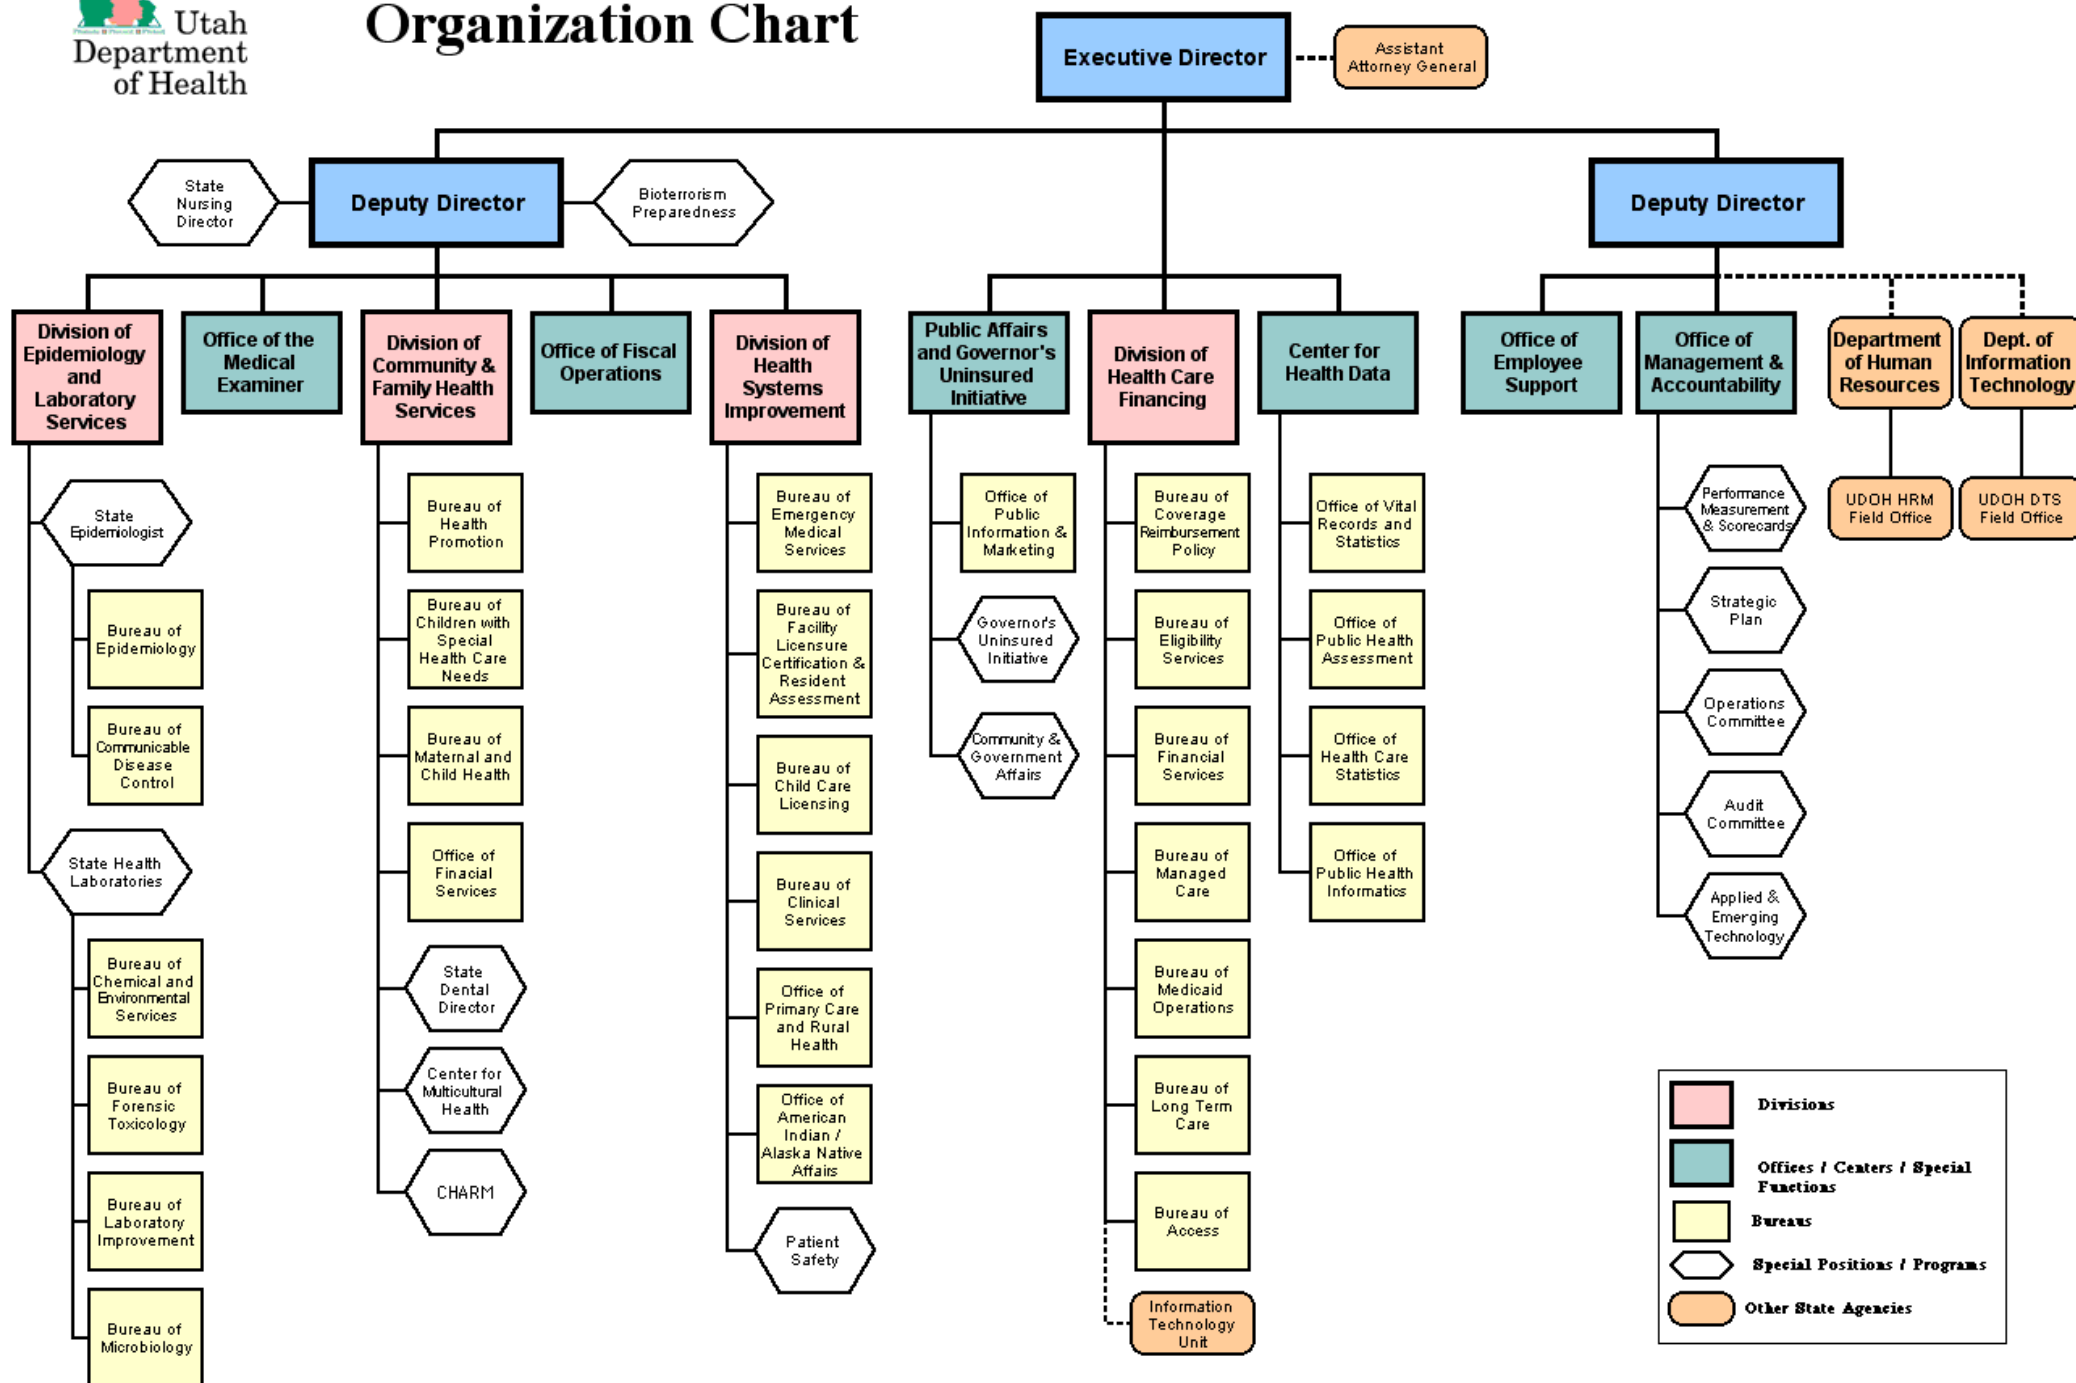 Organization Chart
Utah
Department
of Health
Executive Director
Assistant
Attorney General
State
Nursing
Director
Deputy Director
Bioterrorism
Preparedness
Deputy Director
Division of
Epidemiology
and
Laboratory
Services
Office of the
Medical
Examiner
Division of
Community &
Family Health
Services
Office of Fiscal
Operations
Division of
Health
Systems
Improvement
Public Affairs
and Governor's
Uninsured
Initiative
Division of
Health Care
Financing
Center for
Health Data
Office of
Employee
Support
Office of
Management &
Accountability
Department
of Human
Resources
Dept. of
Information
Technology
State
Epidemiologist
Bureau of
Epidemiology
Bureau of
Communicable
Disease
Control
State Health
Laboratories
Bureau of
Chemical and
Environmental
Services
Bureau of
Forensic
Toxicology
Bureau of
Laboratory
Improvement
Bureau of
Microbiology
Bureau of
Health
Promotion
Bureau of
Children with
Special
Health Care
Needs
Bureau of
Maternal and
Child Health
Office of
Finacial
Services
State
Dental
Director
Center for
Multicultural
Health
CHARM
Bureau of
Emergency
Medical
Services
Bureau of
Facility
Licensure
Certification &
Resident
Assessment
Bureau of
Child Care
Licensing
Bureau of
Clinical
Services
Office of
Primary Care
and Rural
Health
Office of
American
Indian /
Alaska Native
Affairs
Patient
Safety
Office of
Public
Information &
Marketing
Governor's
Uninsured
Initiative
Community &
Government
Affairs
Bureau of
Coverage
Reimbursement
Policy
Bureau of
Eligibility
Services
Bureau of
Financial
Services
Bureau of
Managed
Care
Bureau of
Medicaid
Operations
Bureau of
Long Term
Care
Bureau of
Access
Information
Technology
Unit
Office of Vital
Records and
Statistics
Office of
Public Health
Assessment
Office of
Health Care
Statistics
Office of
Public Health
Informatics
Performance
Measurement
& Scorecards
Strategic
Plan
Operations
Committee
Audit
Committee
Applied &
Emerging
Technology
UDOH HRM
Field Office
UDOH DTS
Field Office
Divisions
Offices / Centers / Special
Functions
Bureaus
Special Positions / Programs
Other State Agencies